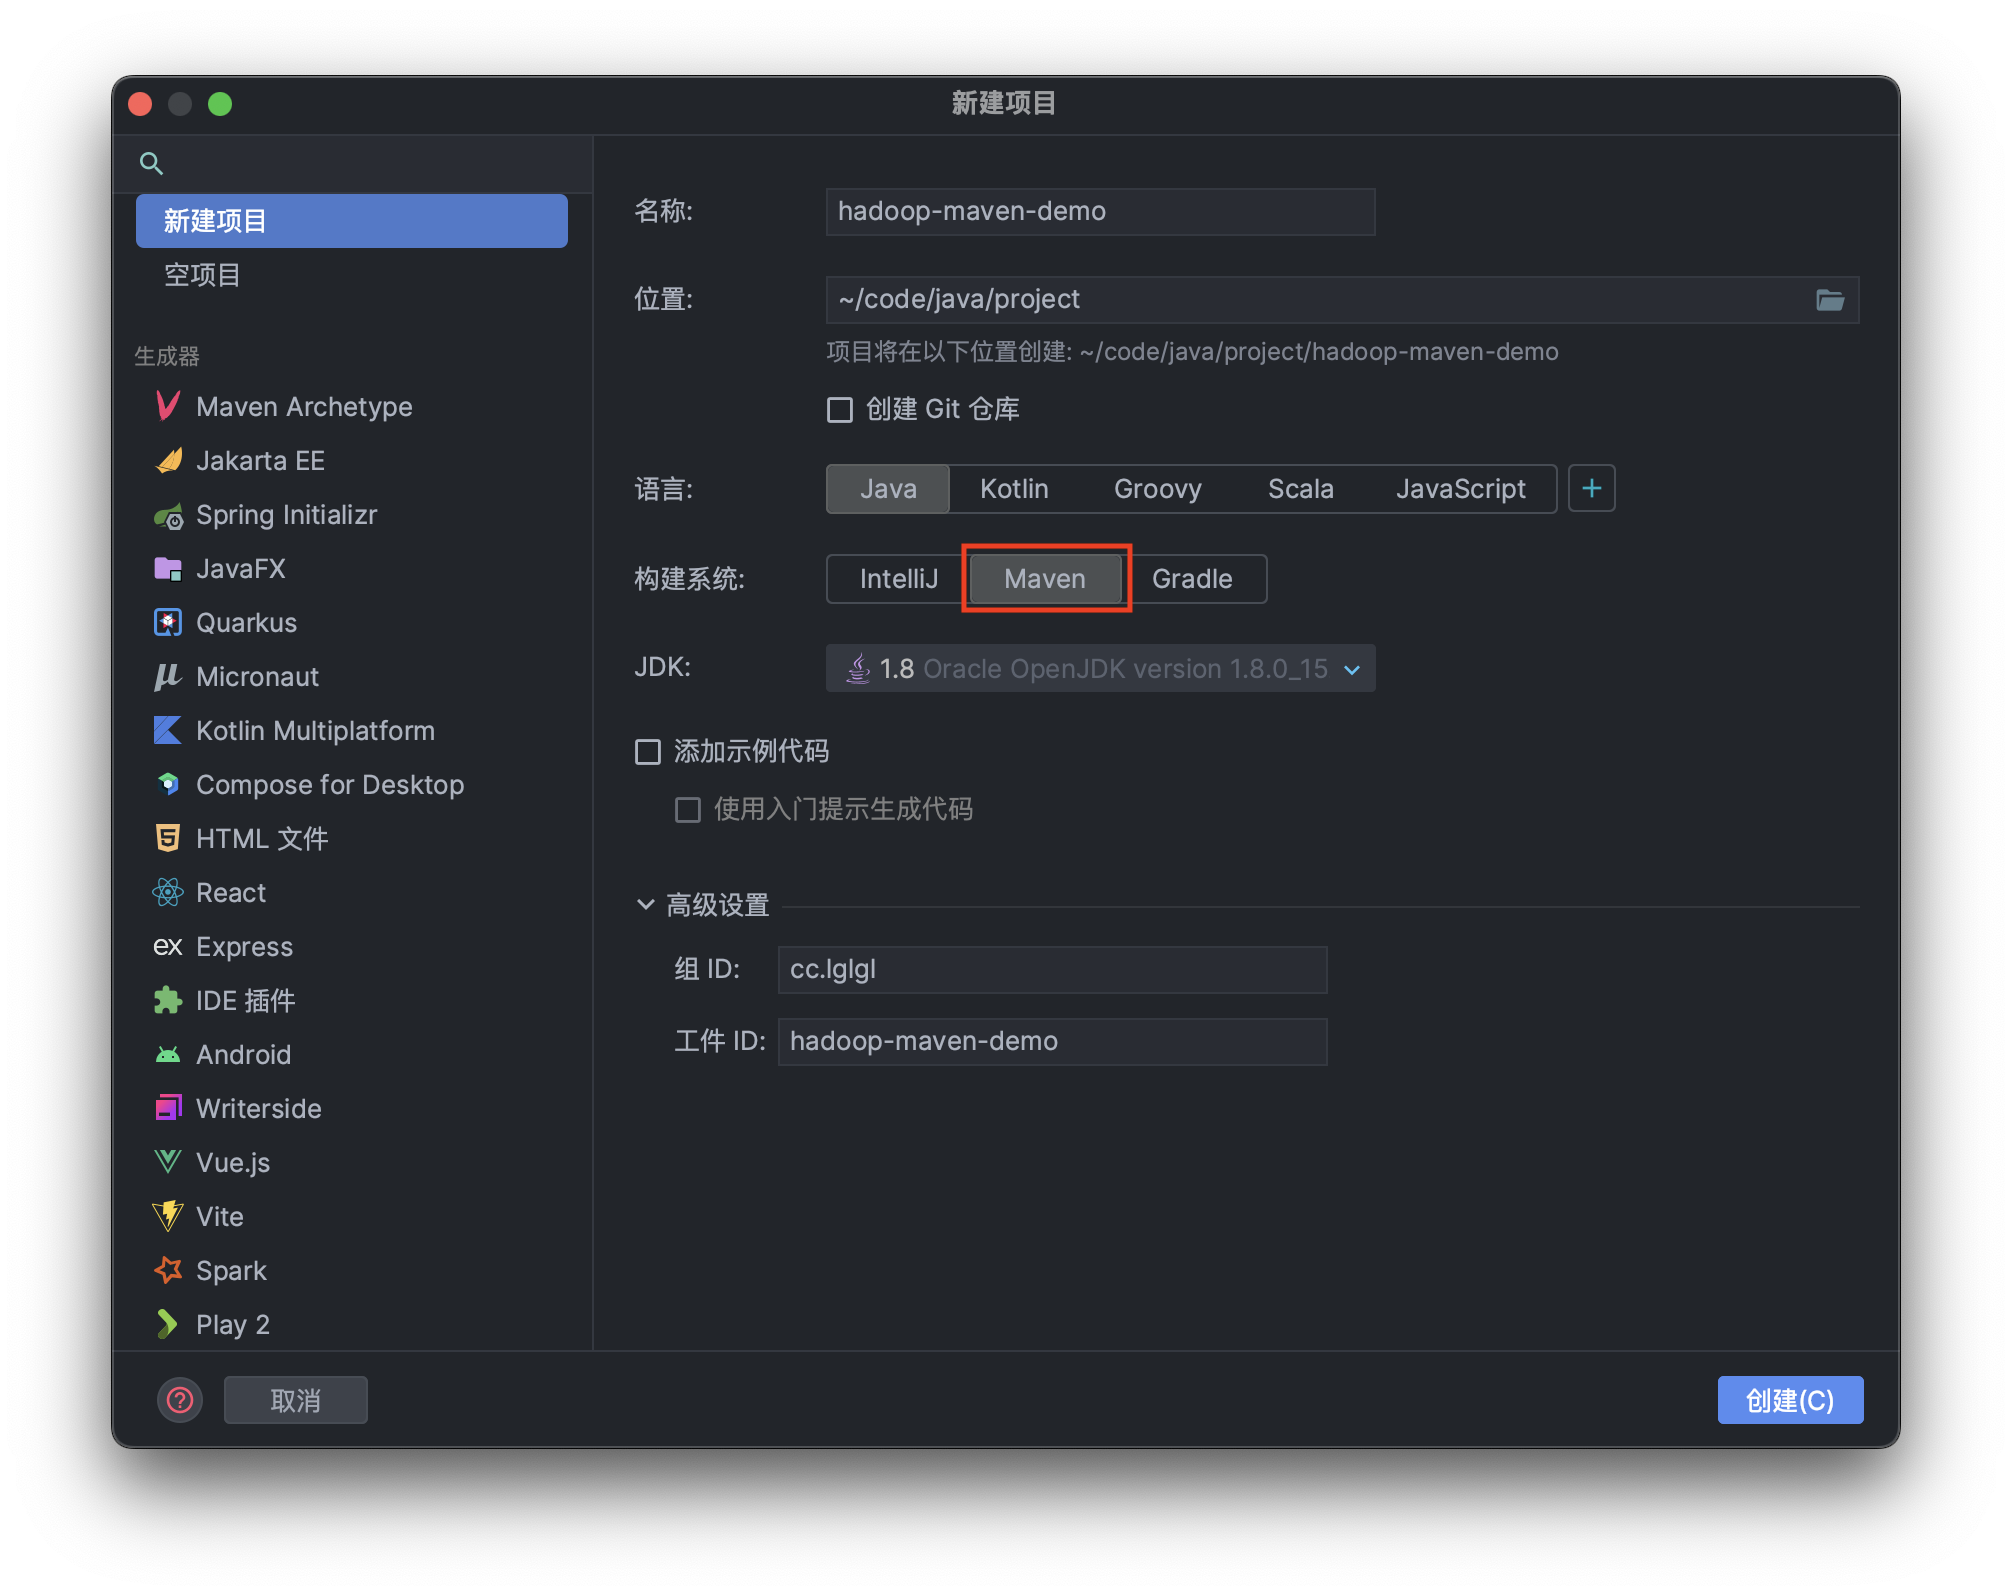 新建项目
新建项目
空项目
生成器
Maven Archetype
Jakarta EE
Spring Initializr
JavaFX
Quarkus
Micronaut
Kotlin Multiplatform
Compose for Desktop
HTML 文件
React
ex Express
IDE 插件
Android
Writerside
Vue.js
Vite
Spark
Play 2
名称: hadoop-maven-demo
位置: ~/code/java/project
项目将在以下位置创建: ~/code/java/project/hadoop-maven-demo
创建 Git 仓库
语言: Java Kotlin Groovy Scala JavaScript +
构建系统: IntelliJ Maven Gradle
JDK: 1.8 Oracle OpenJDK version 1.8.0_15
添加示例代码
使用入门提示生成代码
高级设置
组 ID: cc.lglgl
工件 ID: hadoop-maven-demo
? 取消 创建(C)